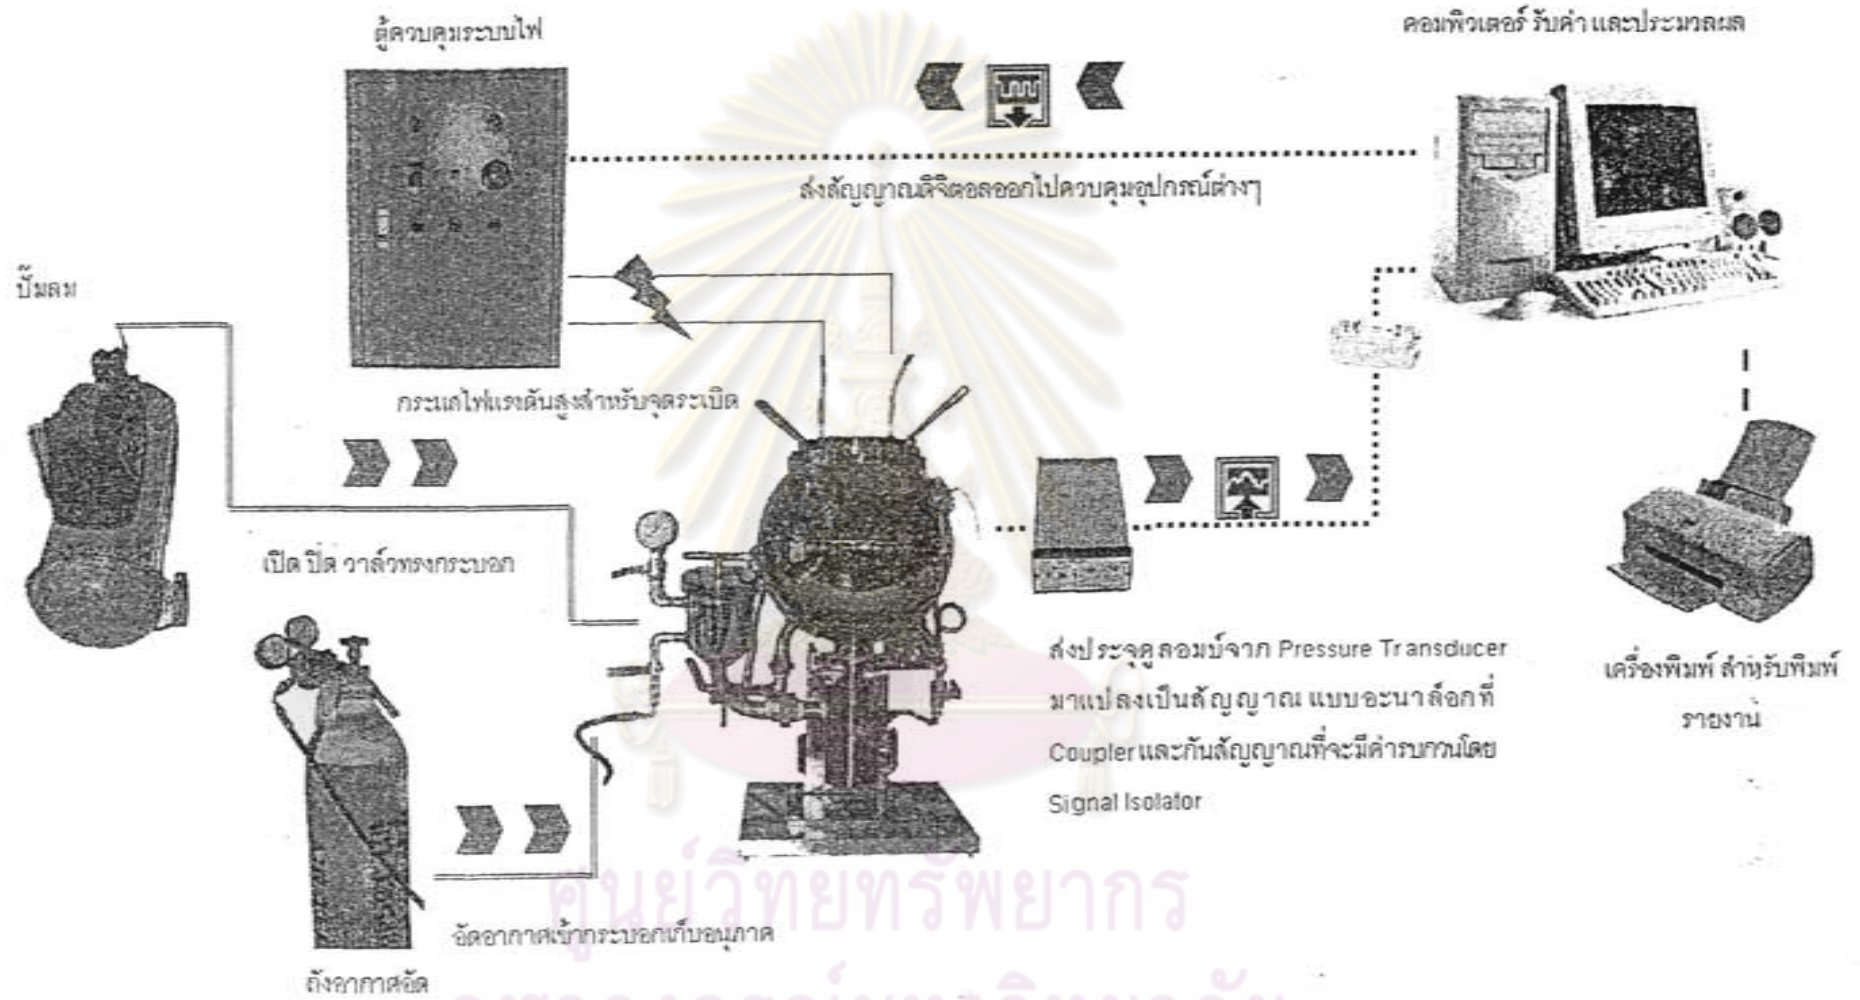 ตู้ควบคุมระบบไฟ
คอมพิวเตอร์ รับค่า และประมวลผล
ส่งสัญญาณดิจิตอลออกไปควบคุมอุปกรณ์ต่างๆ
ปั๊มลม
กระแสไฟแรงดันสูงสำหรับจุดระเบิด
เปิด ปิด วาล์วทรงกระบอก
ส่งประจุคูลอมบ์จาก Pressure Transducer
มาแปลงเป็นสัญญาณ แบบอะนาล็อกที่
Coupler และกันสัญญาณที่จะมีค่ารบกวนโดย
Signal Isolator
เครื่องพิมพ์ สำหรับพิมพ์
รายงาน
อัดอากาศเข้ากระบอกเก็บอนุภาค
ถังอากาศอัด
ศูนย์วิทยทรัพยากร